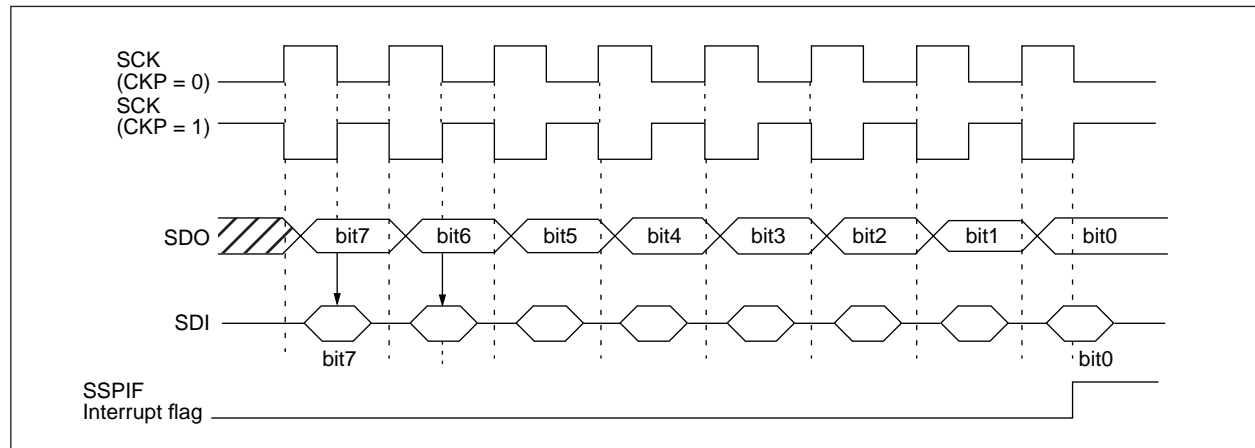 SCK
(CKP = 0)
SCK
(CKP = 1)
SDO
bit7
bit6
bit5
bit4
bit3
bit2
bit1
bit0
SDI
bit7
bit0
SSPIF
Interrupt flag